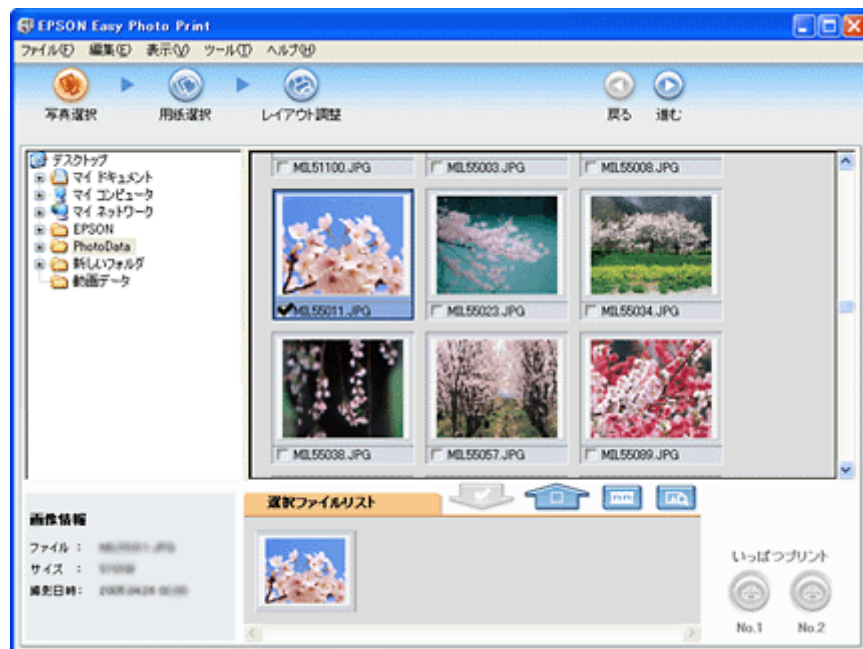 EPSON Easy Photo Print
ファイル(F) 編集(E) 表示(V) ツール(T) ヘルプ(H)
写真選択 用紙選択 レイアウト調整 戻る 進む
デスクトップ
マイ ドキュメント
マイ コンピュータ
マイ ネットワーク
EPSON
PhotoData
新しいフォルダ
動画データ
MIL51100.JPG MIL55003.JPG MIL55008.JPG
MIL55011.JPG MIL55023.JPG MIL55034.JPG
MIL55038.JPG MIL55057.JPG MIL55089.JPG
選択ファイルリスト
画像情報
ファイル :
サイズ :
撮影日時:
いっぱつプリント
No.1 No.2